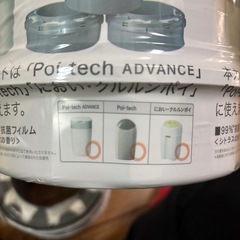 トは「Poi-tech ADVANCE」 本
tech」「においクルルンポイ」
ます。 に使え
Poi-tech ADVANCE Poi-tech においクルルンポイ
抗菌フィルム ■99%
の香り> <シトラス